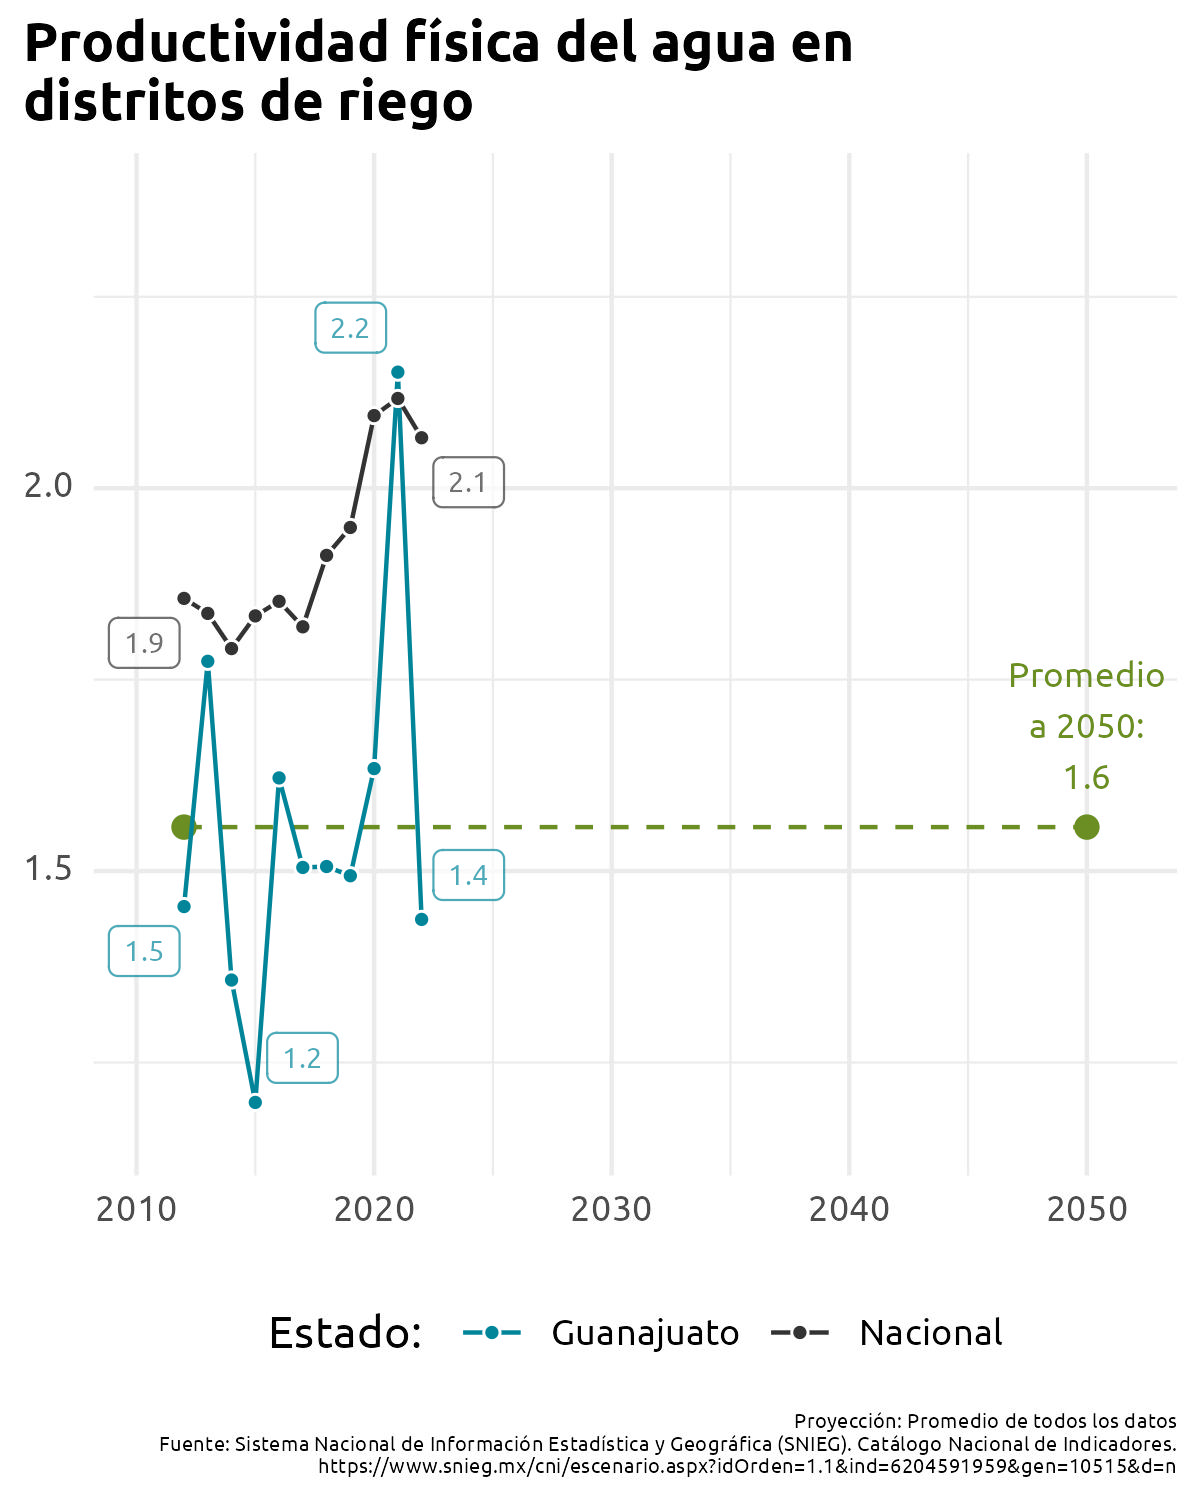 Productividad física del agua en
distritos de riego
2.2
2.0
2.1
1.9
Promedio
a 2050:
1.6
1.5
1.4
1.5
1.2
2010 2020 2030 2040 2050
Estado: Guanajuato Nacional
Proyección: Promedio de todos los datos
Fuente: Sistema Nacional de Información Estadística y Geográfica (SNIEG). Catálogo Nacional de Indicadores.
https://www.snieg.mx/cni/escenario.aspx?idOrden=1.1&ind=6204591959&gen=10515&d=n